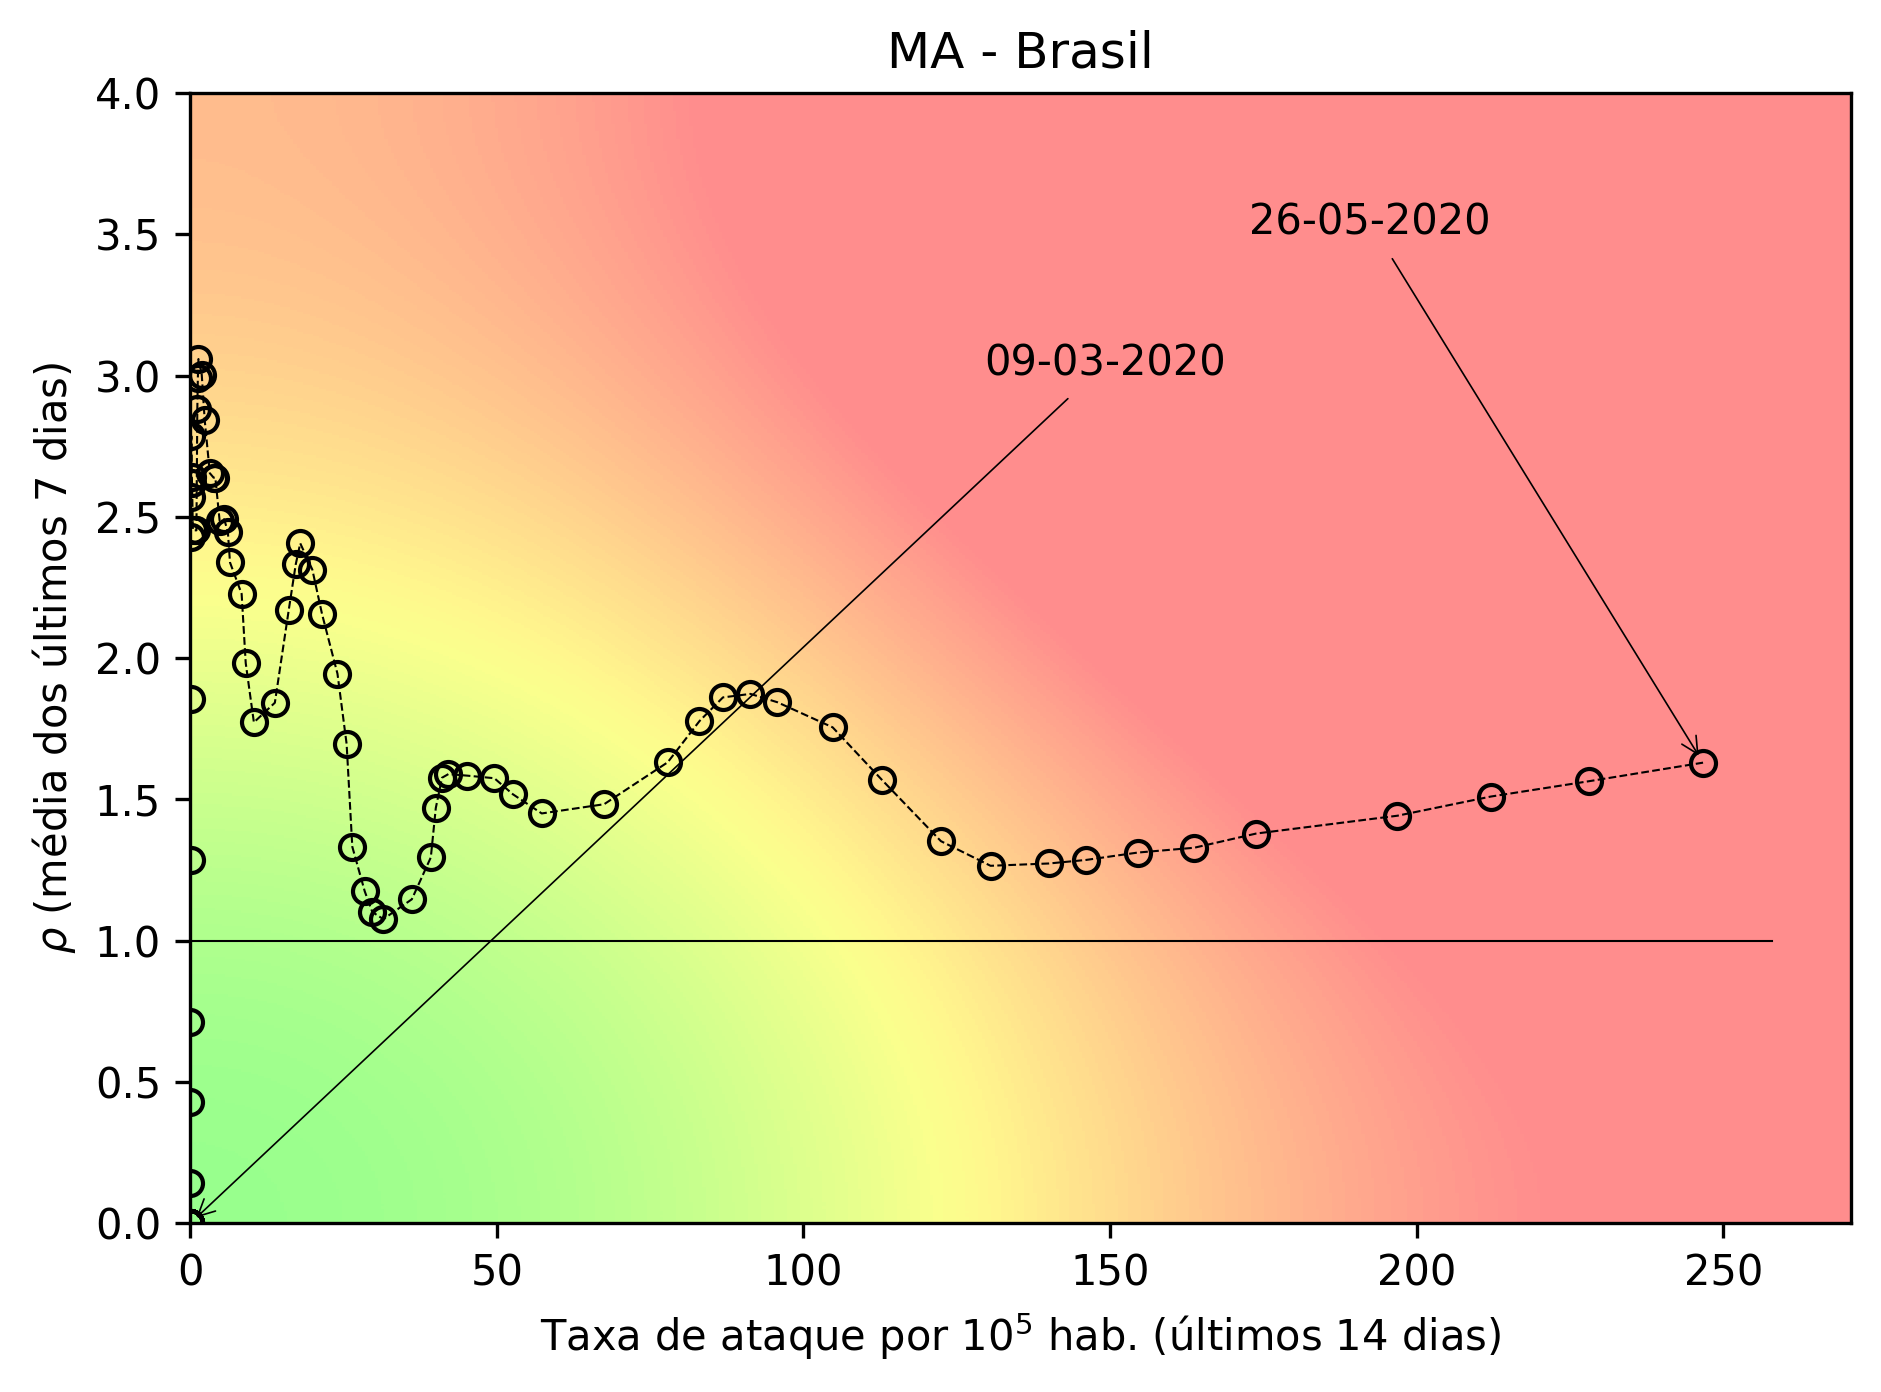 MA - Brasil
4.0
3.5
3.0
2.5
2.0
1.5
1.0
0.5
0.0
ρ (média dos últimos 7 dias)
26-05-2020
09-03-2020
0 50 100 150 200 250
Taxa de ataque por 10⁵ hab. (últimos 14 dias)